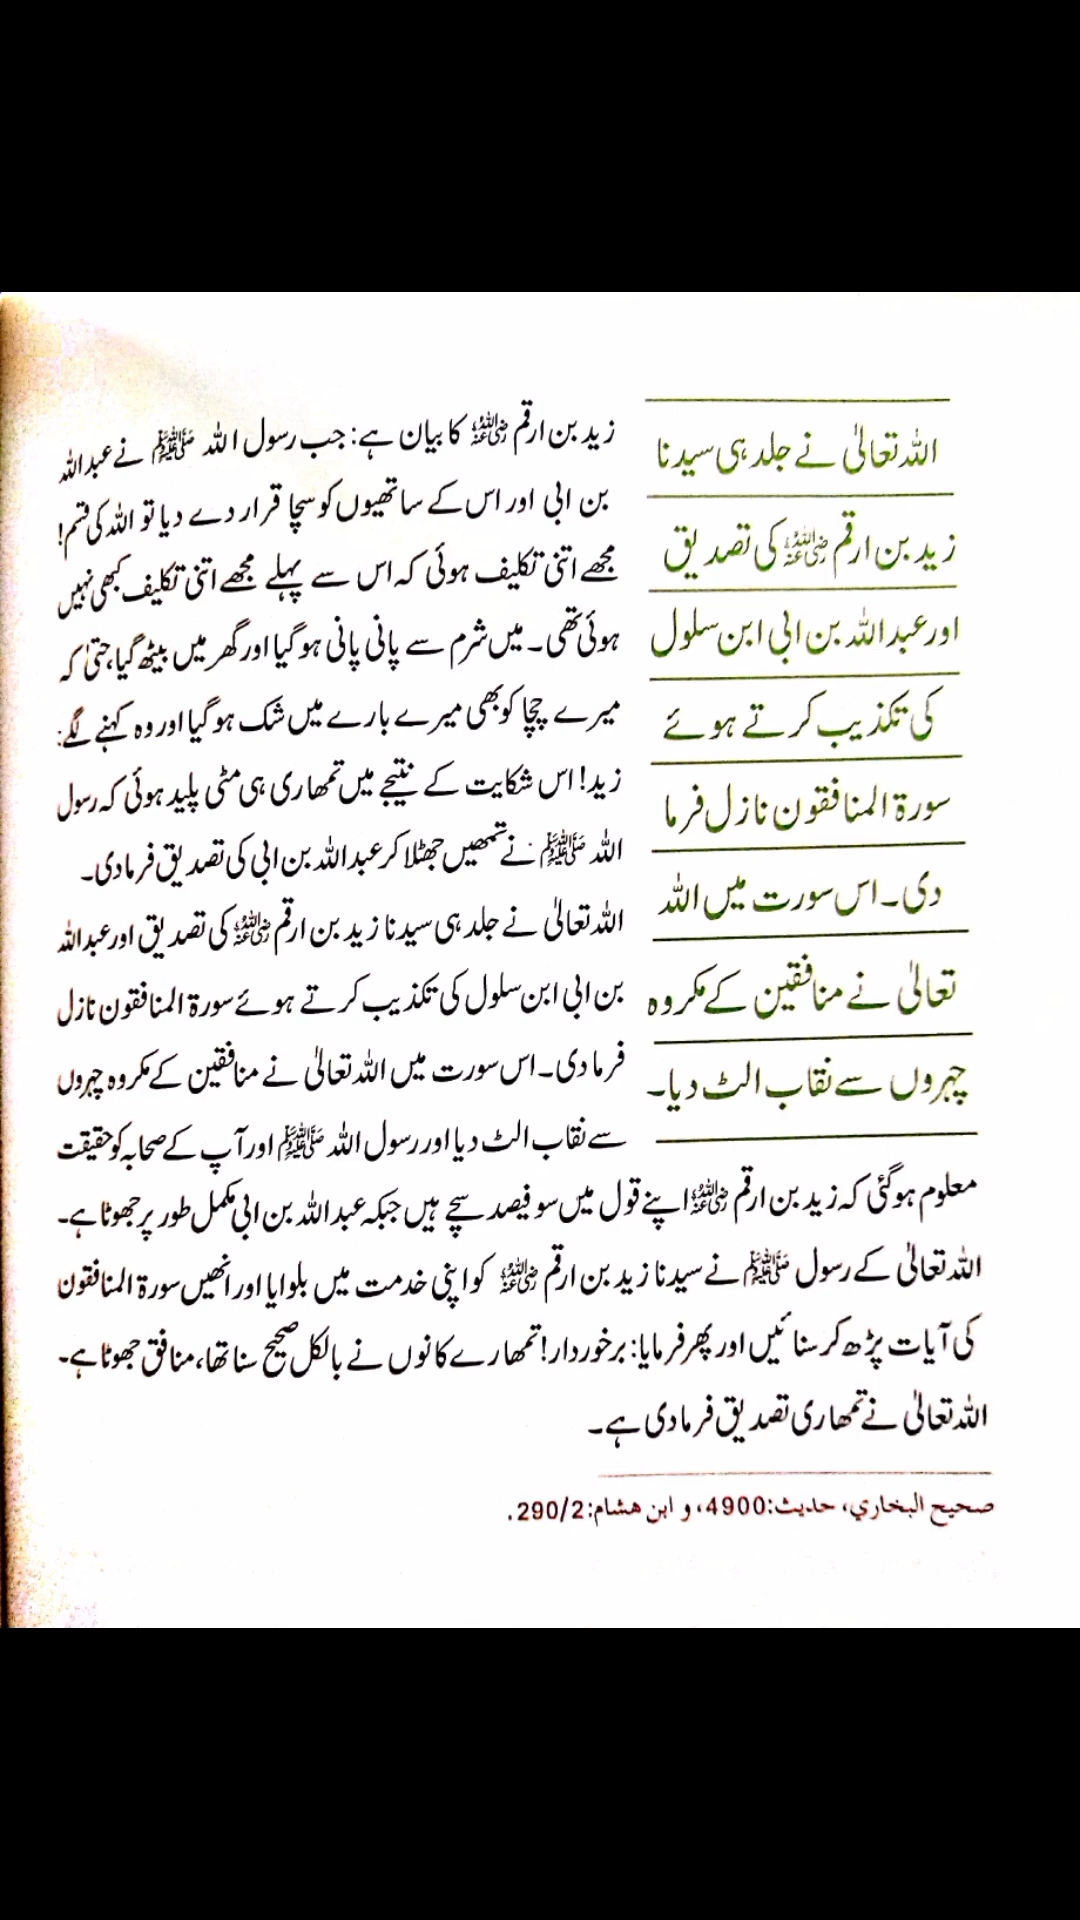 اللہ تعالیٰ نے جلد ہی سیدنا
زید بن ارقم رضی اللہ عنہ کی تصدیق
اور عبداللہ بن ابی ابن سلول
کی تکذیب کرتے ہوئے
سورۃ المنافقون نازل فرما
دی۔ اس سورت میں اللہ
تعالیٰ نے منافقین کے مکروہ
چہروں سے نقاب الٹ دیا۔
زید بن ارقم رضی اللہ عنہ کا بیان ہے: جب رسول اللہ ﷺ نے عبداللہ
بن ابی اور اس کے ساتھیوں کو سچا قرار دے دیا تو اللہ کی قسم!
مجھے اتنی تکلیف ہوئی کہ اس سے پہلے مجھے اتنی تکلیف کبھی نہیں
ہوئی تھی۔ میں شرم سے پانی پانی ہو گیا اور گھر میں بیٹھ گیا، حتیٰ کہ
میرے چچا کو بھی میرے بارے میں شک ہو گیا اور وہ کہنے لگے:
زید! اس شکایت کے نتیجے میں تمھاری ہی مٹی پلید ہوئی کہ رسول
اللہ ﷺ نے تمھیں جھٹلا کر عبداللہ بن ابی کی تصدیق فرما دی۔
اللہ تعالیٰ نے جلد ہی سیدنا زید بن ارقم رضی اللہ عنہ کی تصدیق اور عبداللہ
بن ابی ابن سلول کی تکذیب کرتے ہوئے سورۃ المنافقون نازل
فرما دی۔ اس سورت میں اللہ تعالیٰ نے منافقین کے مکروہ چہروں
سے نقاب الٹ دیا اور رسول اللہ ﷺ اور آپ کے صحابہ کو حقیقت
معلوم ہو گئی کہ زید بن ارقم رضی اللہ عنہ اپنے قول میں سو فیصد سچے ہیں جبکہ عبداللہ بن ابی مکمل طور پر جھوٹا ہے۔
اللہ تعالیٰ کے رسول ﷺ نے سیدنا زید بن ارقم رضی اللہ عنہ کو اپنی خدمت میں بلوایا اور انھیں سورۃ المنافقون
کی آیات پڑھ کر سنائیں اور پھر فرمایا: برخوردار! تمھارے کانوں نے بالکل صحیح سنا تھا، منافق جھوٹا ہے۔
اللہ تعالیٰ نے تمھاری تصدیق فرما دی ہے۔
صحيح البخاري، حديث:4900، و ابن هشام:290/2.